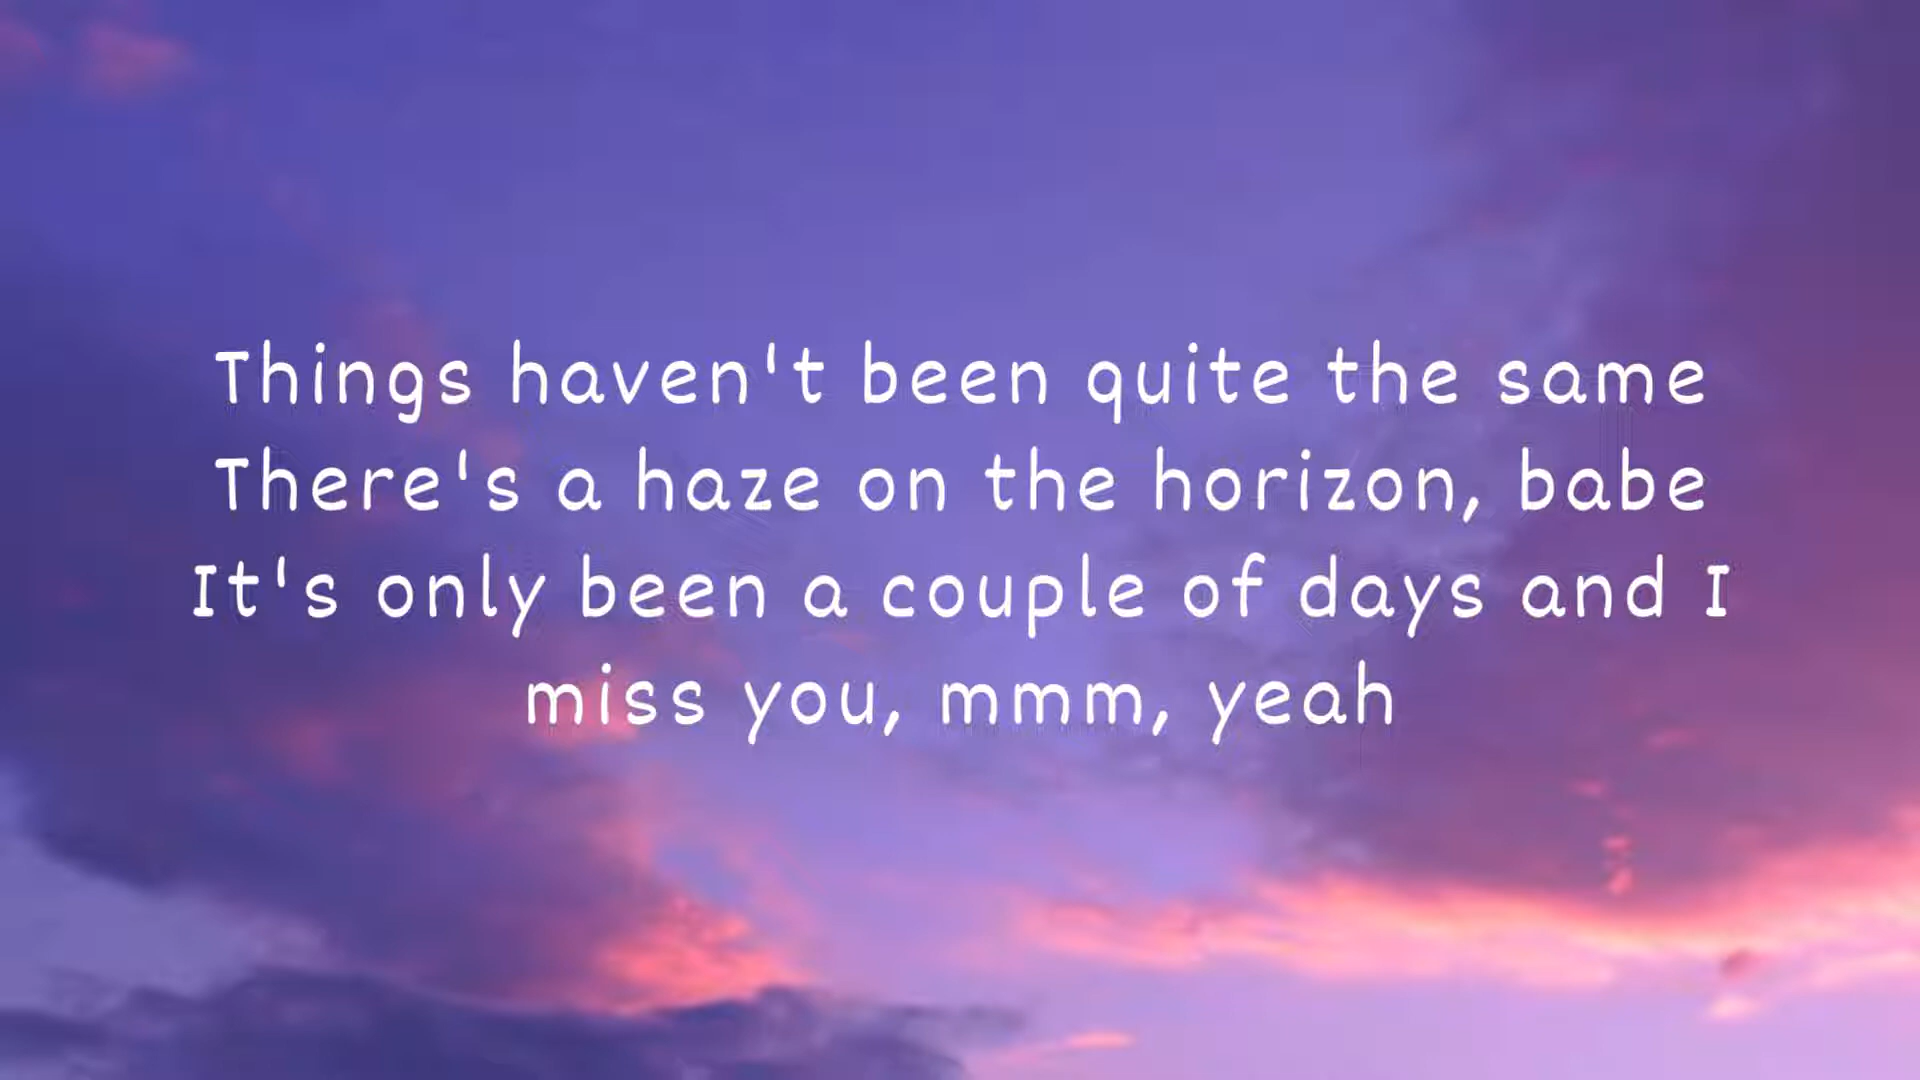 Things haven't been quite the same
There's a haze on the horizon, babe
It's only been a couple of days and I
miss you, mmm, yeah